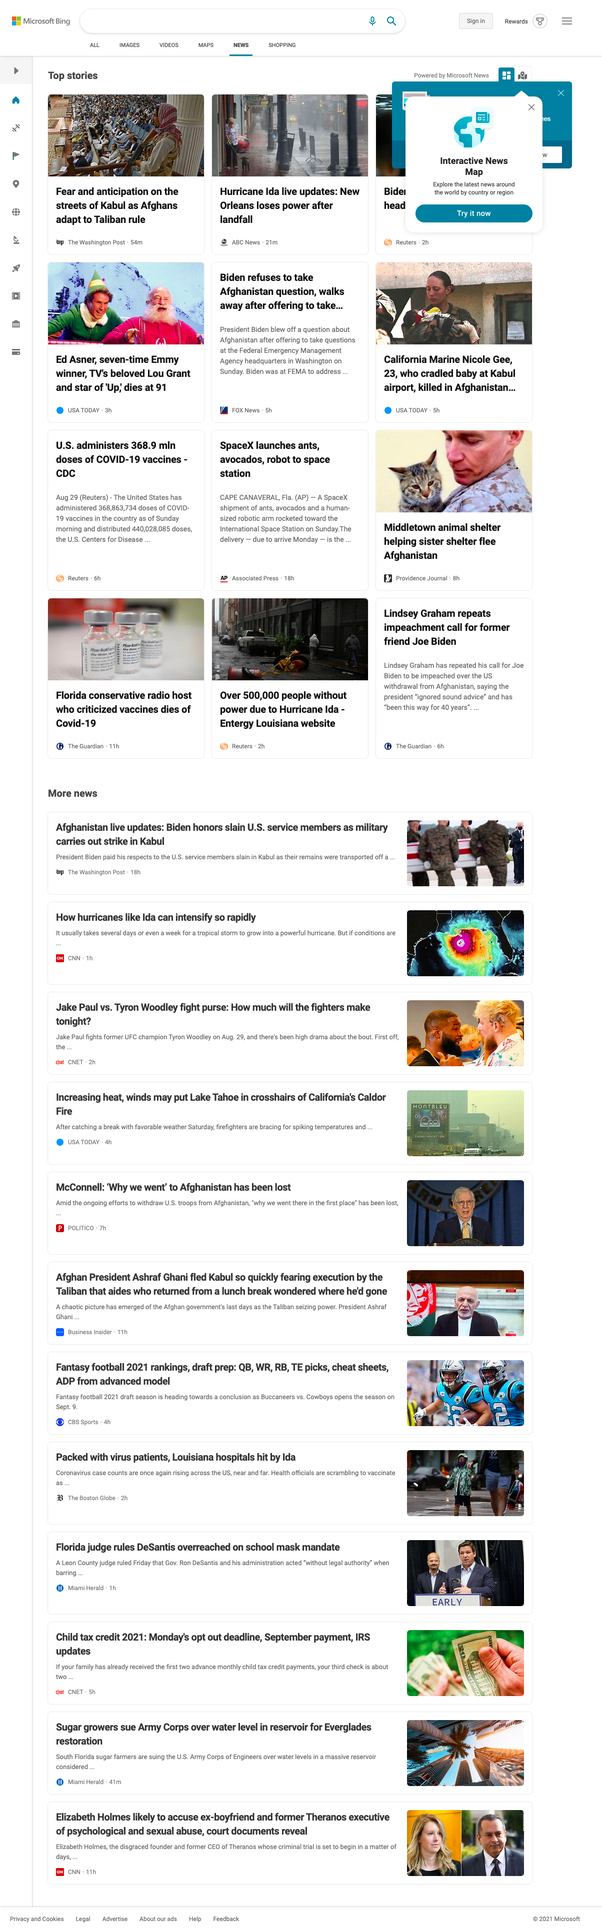 Microsoft Bing
Sign in
Rewards
ALL
IMAGES
VIDEOS
MAPS
NEWS
SHOPPING
Top stories
Powered by Microsoft News
Interactive News
Map
Explore the latest news around
the world by country or region
Try it now
Fear and anticipation on the
streets of Kabul as Afghans
adapt to Taliban rule
The Washington Post · 54m
Hurricane Ida live updates: New
Orleans loses power after
landfall
ABC News · 21m
Biden
head
Reuters · 2h
Ed Asner, seven-time Emmy
winner, TV's beloved Lou Grant
and star of 'Up,' dies at 91
USA TODAY · 3h
Biden refuses to take
Afghanistan question, walks
away after offering to take...
President Biden blew off a question about
Afghanistan after offering to take questions
at the Federal Emergency Management
Agency headquarters in Washington on
Sunday. Biden was at FEMA to address ...
FOX News · 5h
California Marine Nicole Gee,
23, who cradled baby at Kabul
airport, killed in Afghanistan...
USA TODAY · 5h
U.S. administers 368.9 mln
doses of COVID-19 vaccines -
CDC
Aug 29 (Reuters) - The United States has
administered 368,863,734 doses of COVID-
19 vaccines in the country as of Sunday
morning and distributed 440,028,085 doses,
the U.S. Centers for Disease ...
Reuters · 6h
SpaceX launches ants,
avocados, robot to space
station
CAPE CANAVERAL, Fla. (AP) — A SpaceX
shipment of ants, avocados and a human-
sized robotic arm rocketed toward the
International Space Station on Sunday.The
delivery — due to arrive Monday — is the ...
AP
Associated Press · 18h
Middletown animal shelter
helping sister shelter flee
Afghanistan
Providence Journal · 8h
Florida conservative radio host
who criticized vaccines dies of
Covid-19
The Guardian · 11h
Over 500,000 people without
power due to Hurricane Ida -
Entergy Louisiana website
Reuters · 2h
Lindsey Graham repeats
impeachment call for former
friend Joe Biden
Lindsey Graham has repeated his call for Joe
Biden to be impeached over the US
withdrawal from Afghanistan, saying the
president "ignored sound advice" and has
"been this way for 40 years". ...
The Guardian · 6h
More news
Afghanistan live updates: Biden honors slain U.S. service members as military
carries out strike in Kabul
President Biden paid his respects to the U.S. service members slain in Kabul as their remains were transported off a ...
The Washington Post · 18h
How hurricanes like Ida can intensify so rapidly
It usually takes several days or even a week for a tropical storm to grow into a powerful hurricane. But if conditions are
...
CNN · 1h
Jake Paul vs. Tyron Woodley fight purse: How much will the fighters make
tonight?
Jake Paul fights former UFC champion Tyron Woodley on Aug. 29, and there's been high drama about the bout. First off,
the ...
CNET · 2h
Increasing heat, winds may put Lake Tahoe in crosshairs of California's Caldor
Fire
After catching a break with favorable weather Saturday, firefighters are bracing for spiking temperatures and ...
USA TODAY · 4h
MONTBLEU
McConnell: 'Why we went' to Afghanistan has been lost
Amid the ongoing efforts to withdraw U.S. troops from Afghanistan, "why we went there in the first place" has been lost,
...
POLITICO · 7h
Afghan President Ashraf Ghani fled Kabul so quickly fearing execution by the
Taliban that aides who returned from a lunch break wondered where he'd gone
A chaotic picture has emerged of the Afghan government's last days as the Taliban seizing power. President Ashraf
Ghani ...
Business Insider · 11h
Fantasy football 2021 rankings, draft prep: QB, WR, RB, TE picks, cheat sheets,
ADP from advanced model
Fantasy football 2021 draft season is heading towards a conclusion as Buccaneers vs. Cowboys opens the season on
Sept. 9.
CBS Sports · 4h
Packed with virus patients, Louisiana hospitals hit by Ida
Coronavirus case counts are once again rising across the US, near and far. Health officials are scrambling to vaccinate
as ...
The Boston Globe · 2h
Florida judge rules DeSantis overreached on school mask mandate
A Leon County judge ruled Friday that Gov. Ron DeSantis and his administration acted "without legal authority" when
barring ...
Miami Herald · 1h
EARLY
Child tax credit 2021: Monday's opt out deadline, September payment, IRS
updates
If your family has already received the first two advance monthly child tax credit payments, your third check is about
two ...
CNET · 5h
Sugar growers sue Army Corps over water level in reservoir for Everglades
restoration
South Florida sugar farmers are suing the U.S. Army Corps of Engineers over water levels in a massive reservoir
considered ...
Miami Herald · 41m
Elizabeth Holmes likely to accuse ex-boyfriend and former Theranos executive
of psychological and sexual abuse, court documents reveal
Elizabeth Holmes, the disgraced founder and former CEO of Theranos whose criminal trial is set to begin in a matter of
days, ...
CNN · 11h
Privacy and Cookies
Legal
Advertise
About our ads
Help
Feedback
© 2021 Microsoft